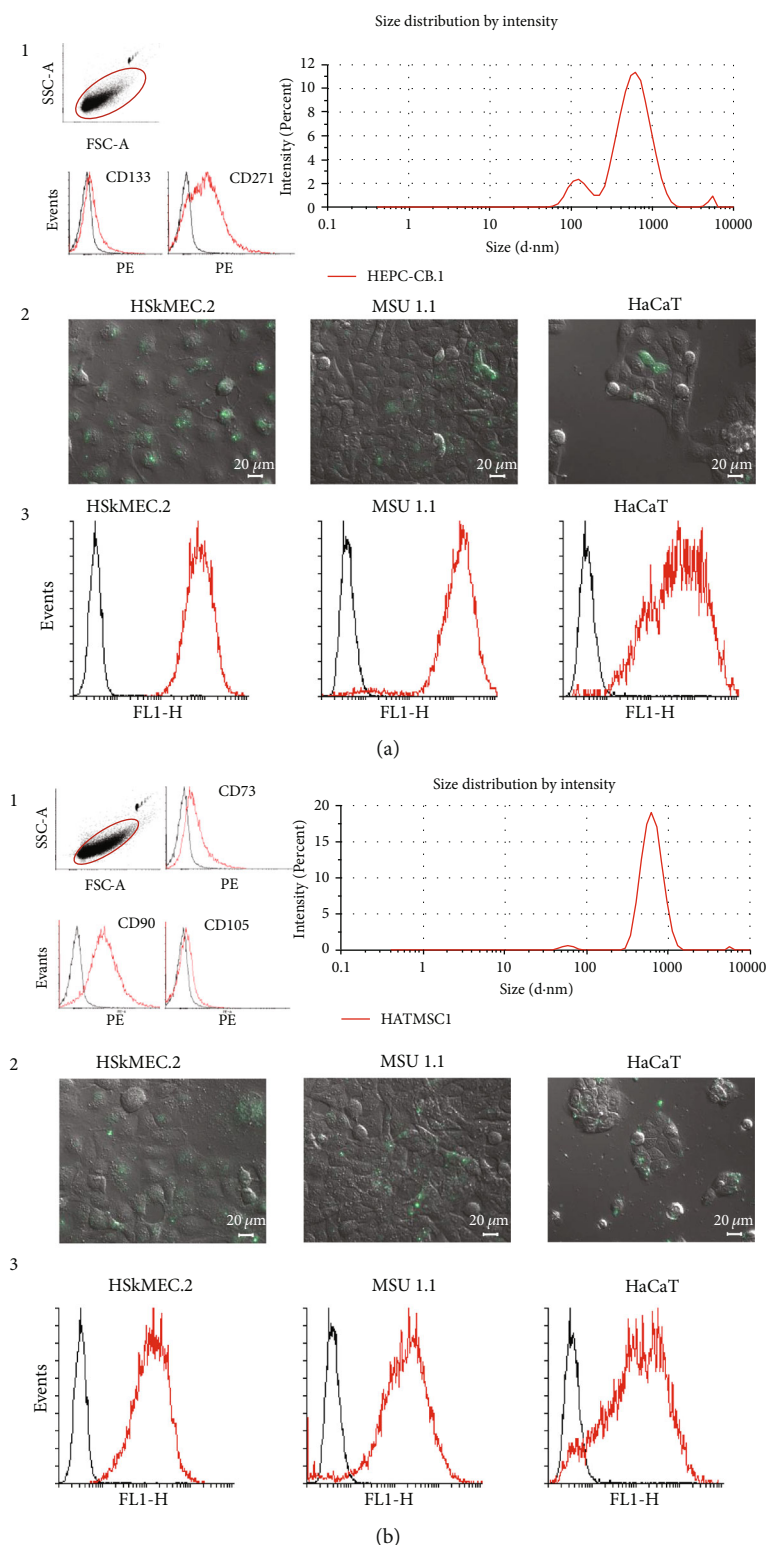 Size distribution by intensity
1
SSC-A
FSC-A
CD133
CD271
Events
PE
PE
12
10
8
6
4
2
0
Intensity (Percent)
0.1
1
10
100
1000
10000
Size (d·nm)
HEPC-CB.1
2
HSkMEC.2
MSU 1.1
HaCaT
20 μm
20 μm
20 μm
3
HSkMEC.2
MSU 1.1
HaCaT
Events
FL1-H
FL1-H
FL1-H
(a)
Size distribution by intensity
1
SSC-A
FSC-A
CD73
PE
CD90
CD105
Evants
PE
PE
20
15
10
5
0
Intensity (Percent)
0.1
1
10
100
1000
10000
Size (d·nm)
HATMSC1
2
HSkMEC.2
MSU 1.1
HaCaT
20 μm
20 μm
20 μm
3
HSkMEC.2
MSU 1.1
HaCaT
Events
FL1-H
FL1-H
FL1-H
(b)